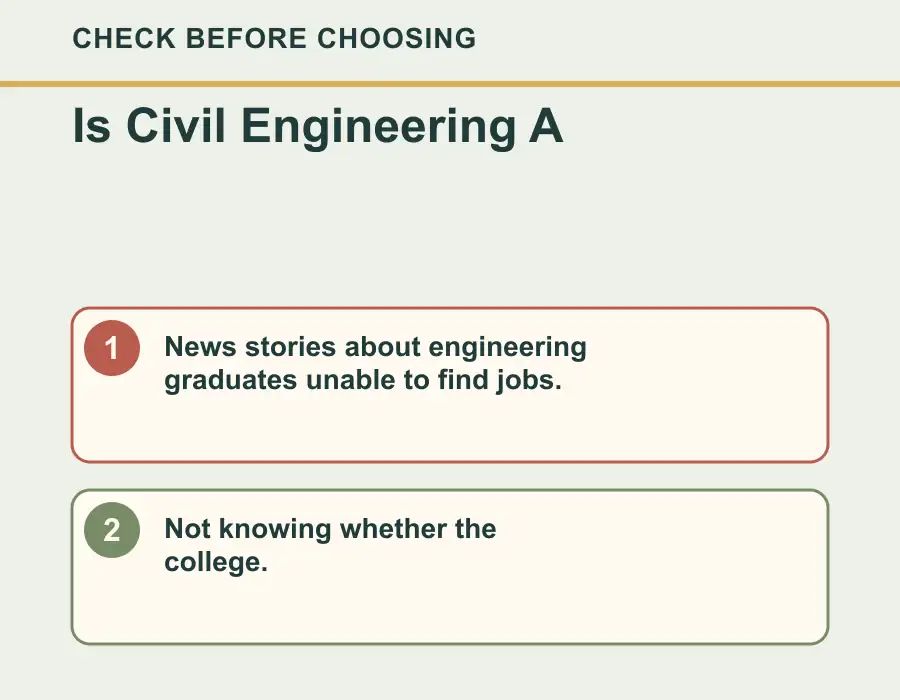 CHECK BEFORE CHOOSING
Is Civil Engineering A
1
News stories about engineering
graduates unable to find jobs.
2
Not knowing whether the
college.